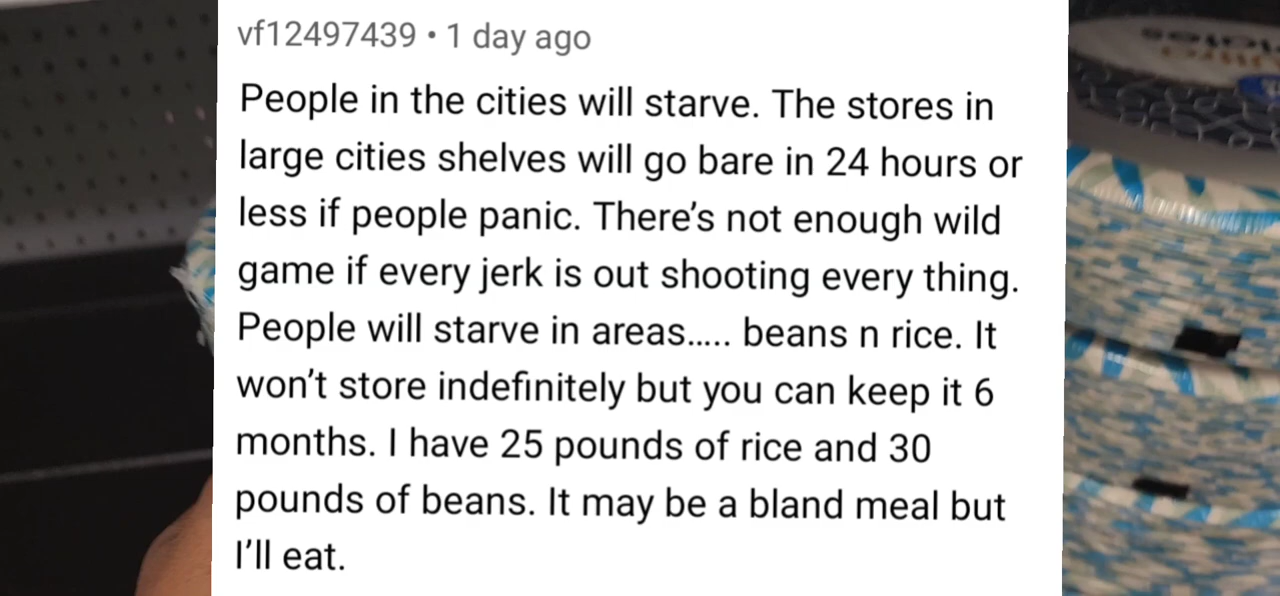 vf12497439 • 1 day ago
People in the cities will starve. The stores in
large cities shelves will go bare in 24 hours or
less if people panic. There's not enough wild
game if every jerk is out shooting every thing.
People will starve in areas..... beans n rice. It
won't store indefinitely but you can keep it 6
months. I have 25 pounds of rice and 30
pounds of beans. It may be a bland meal but
I'll eat.